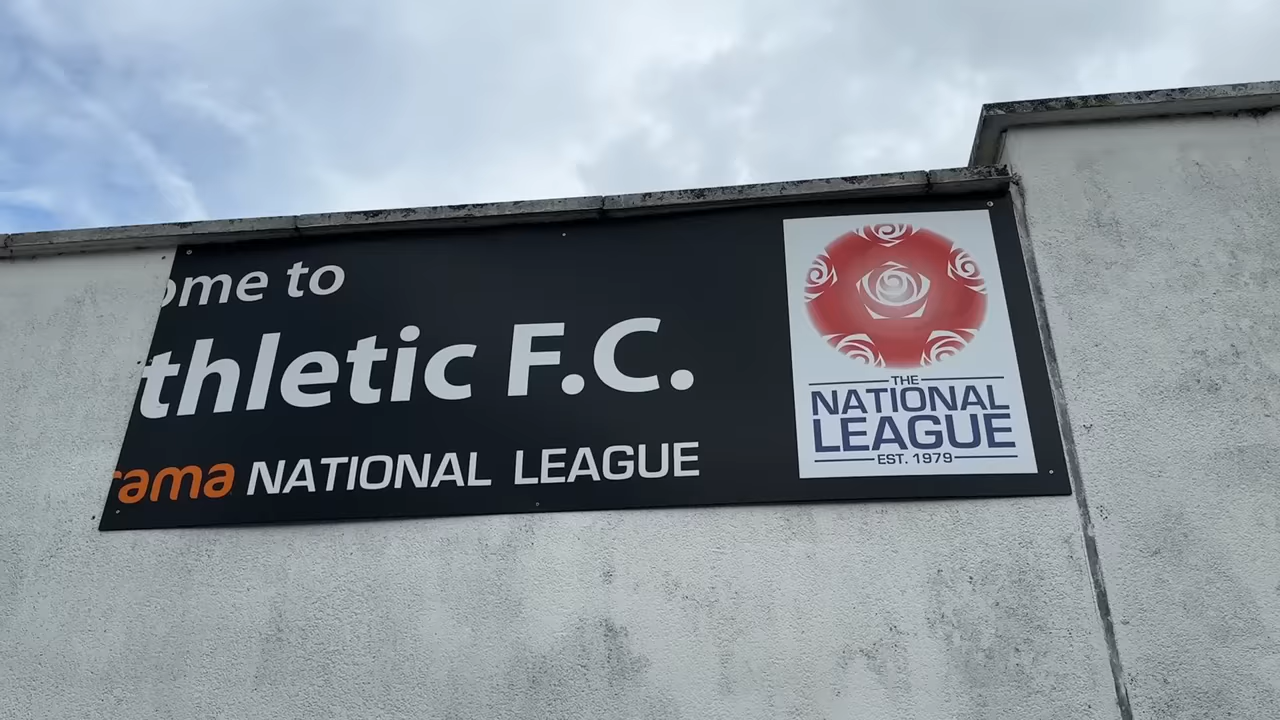 ome to
thletic F.C.
rama NATIONAL LEAGUE
THE
NATIONAL
LEAGUE
EST. 1979